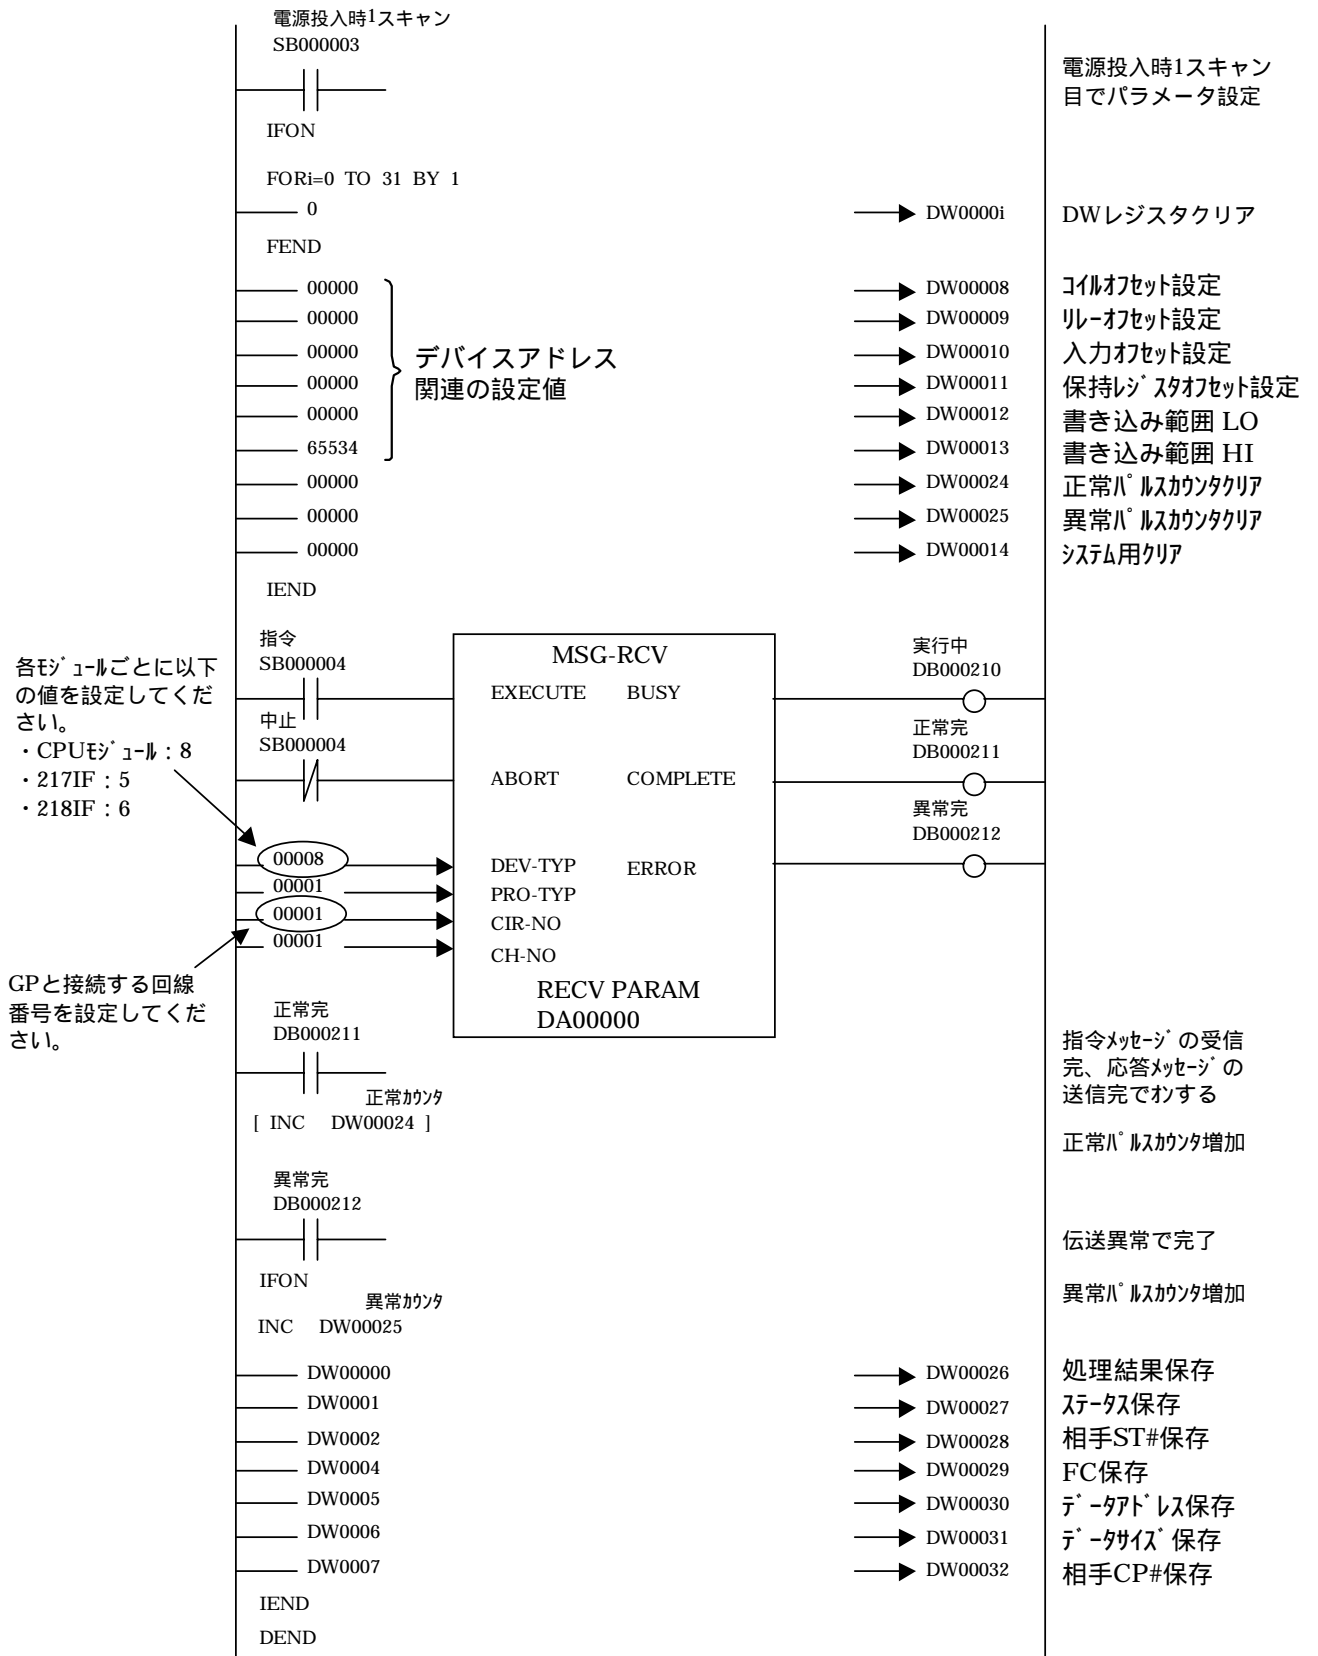 電源投入時1スキャン
SB000003
電源投入時1スキャン
目でパラメータ設定
IFON
FORi=0 TO 31 BY 1
0
DW0000i
DWレジスタクリア
FEND
00000
DW00008
ｺｲﾙｵﾌｾｯﾄ設定
00000
DW00009
ﾘﾚｰｵﾌｾｯﾄ設定
00000
DW00010
入力ｵﾌｾｯﾄ設定
00000
DW00011
保持ﾚｼﾞｽﾀｵﾌｾｯﾄ設定
00000
DW00012
書き込み範囲 LO
65534
DW00013
書き込み範囲 HI
デバイスアドレス
関連の設定値
00000
DW00024
正常ﾊﾟﾙｽｶｳﾝﾀｸﾘｱ
00000
DW00025
異常ﾊﾟﾙｽｶｳﾝﾀｸﾘｱ
00000
DW00014
ｼｽﾃﾑ用ｸﾘｱ
IEND
各ﾓｼﾞｭｰﾙごとに以下
の値を設定してくだ
さい。
・CPUﾓｼﾞｭｰﾙ：8
・217IF：5
・218IF：6
指令
SB000004
中止
SB000004
MSG-RCV
EXECUTE BUSY
ABORT COMPLETE
DEV-TYP ERROR
PRO-TYP
CIR-NO
CH-NO
RECV PARAM
DA00000
実行中
DB000210
正常完
DB000211
異常完
DB000212
00008
00001
00001
00001
GPと接続する回線
番号を設定してくだ
さい。
正常完
DB000211
正常ｶｳﾝﾀ
[ INC DW00024 ]
指令ﾒｯｾｰｼﾞの受信
完、応答ﾒｯｾｰｼﾞの
送信完でｵﾝする
正常ﾊﾟﾙｽｶｳﾝﾀ増加
異常完
DB000212
伝送異常で完了
IFON
異常ｶｳﾝﾀ
INC DW00025
異常ﾊﾟﾙｽｶｳﾝﾀ増加
DW00000
DW00026
処理結果保存
DW0001
DW00027
ｽﾃｰﾀｽ保存
DW0002
DW00028
相手ST#保存
DW0004
DW00029
FC保存
DW0005
DW00030
ﾃﾞｰﾀｱﾄﾞﾚｽ保存
DW0006
DW00031
ﾃﾞｰﾀｻｲｽﾞ保存
DW0007
DW00032
相手CP#保存
IEND
DEND